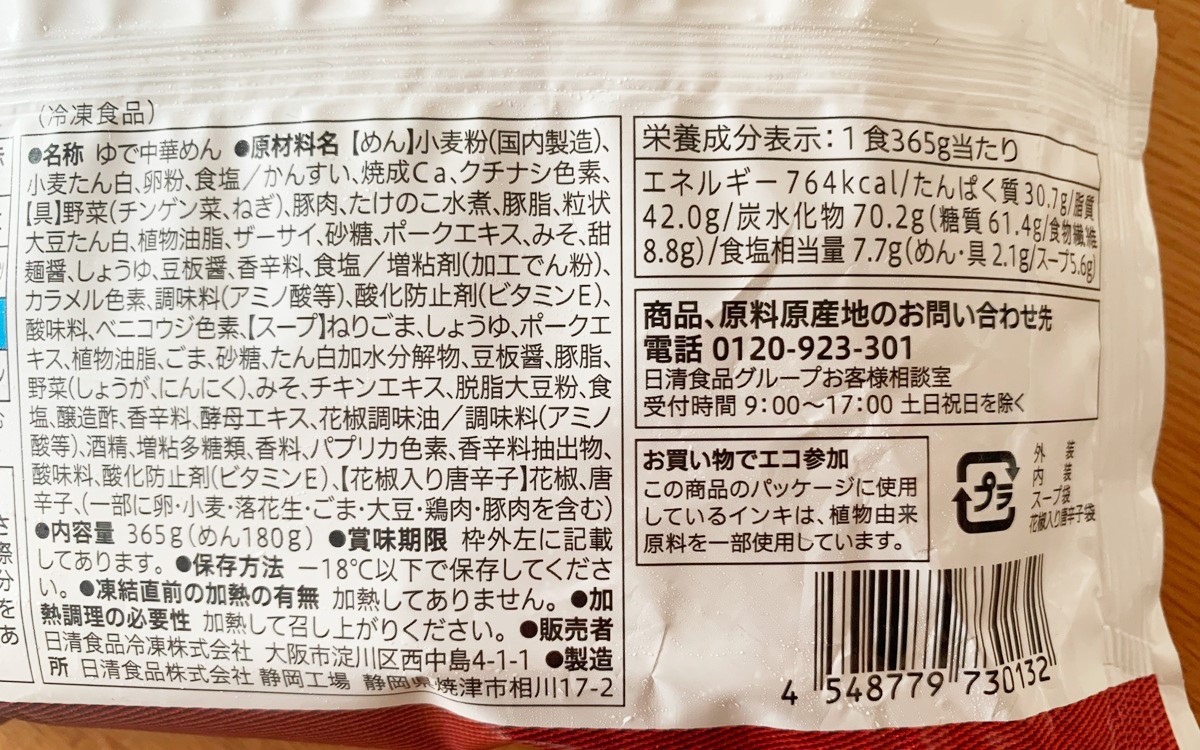 (冷凍食品)
●名称 ゆで中華めん ●原材料名 【めん】小麦粉(国内製造)、
小麦たん白、卵粉、食塩/かんすい、焼成Ca、クチナシ色素、
【具】野菜(チンゲン菜、ねぎ)、豚肉、たけのこ水煮、豚脂、粒状
大豆たん白、植物油脂、ザーサイ、砂糖、ポークエキス、みそ、甜
麺醤、しょうゆ、豆板醤、香辛料、食塩/増粘剤(加工でん粉)、
カラメル色素、調味料(アミノ酸等)、酸化防止剤(ビタミンE)、
酸味料、ベニコウジ色素、【スープ】ねりごま、しょうゆ、ポークエ
キス、植物油脂、ごま、砂糖、たん白加水分解物、豆板醤、豚脂、
野菜(しょうが、にんにく)、みそ、チキンエキス、脱脂大豆粉、食
塩、醸造酢、香辛料、酵母エキス、花椒調味油/調味料(アミノ
酸等)、酒精、増粘多糖類、香料、パプリカ色素、香辛料抽出物、
酸味料、酸化防止剤(ビタミンE)、【花椒入り唐辛子】花椒、唐
辛子、(一部に卵・小麦・落花生・ごま・大豆・鶏肉・豚肉を含む)
●内容量 365g(めん180g) ●賞味期限 枠外左に記載
してあります。 ●保存方法 −18℃以下で保存してくださ
い。 ●凍結直前の加熱の有無 加熱してありません。 ●加
熱調理の必要性 加熱して召し上がりください。 ●販売者
日清食品冷凍株式会社 大阪市淀川区西中島4-1-1 ●製造
所 日清食品株式会社 静岡工場 静岡県焼津市相川17-2
栄養成分表示:1食365g当たり
エネルギー 764kcal/たんぱく質 30.7g/脂質
42.0g/炭水化物 70.2g(糖質 61.4g/食物繊維
8.8g)/食塩相当量 7.7g(めん・具 2.1g/スープ5.6g)
商品、原料原産地のお問い合わせ先
電話 0120-923-301
日清食品グループお客様相談室
受付時間 9:00〜17:00 土日祝日を除く
お買い物でエコ参加
この商品のパッケージに使用
しているインキは、植物由来
原料を一部使用しています。
プラ
外 装
内 装
スープ袋
花椒入り唐辛子袋
4 548779 730132